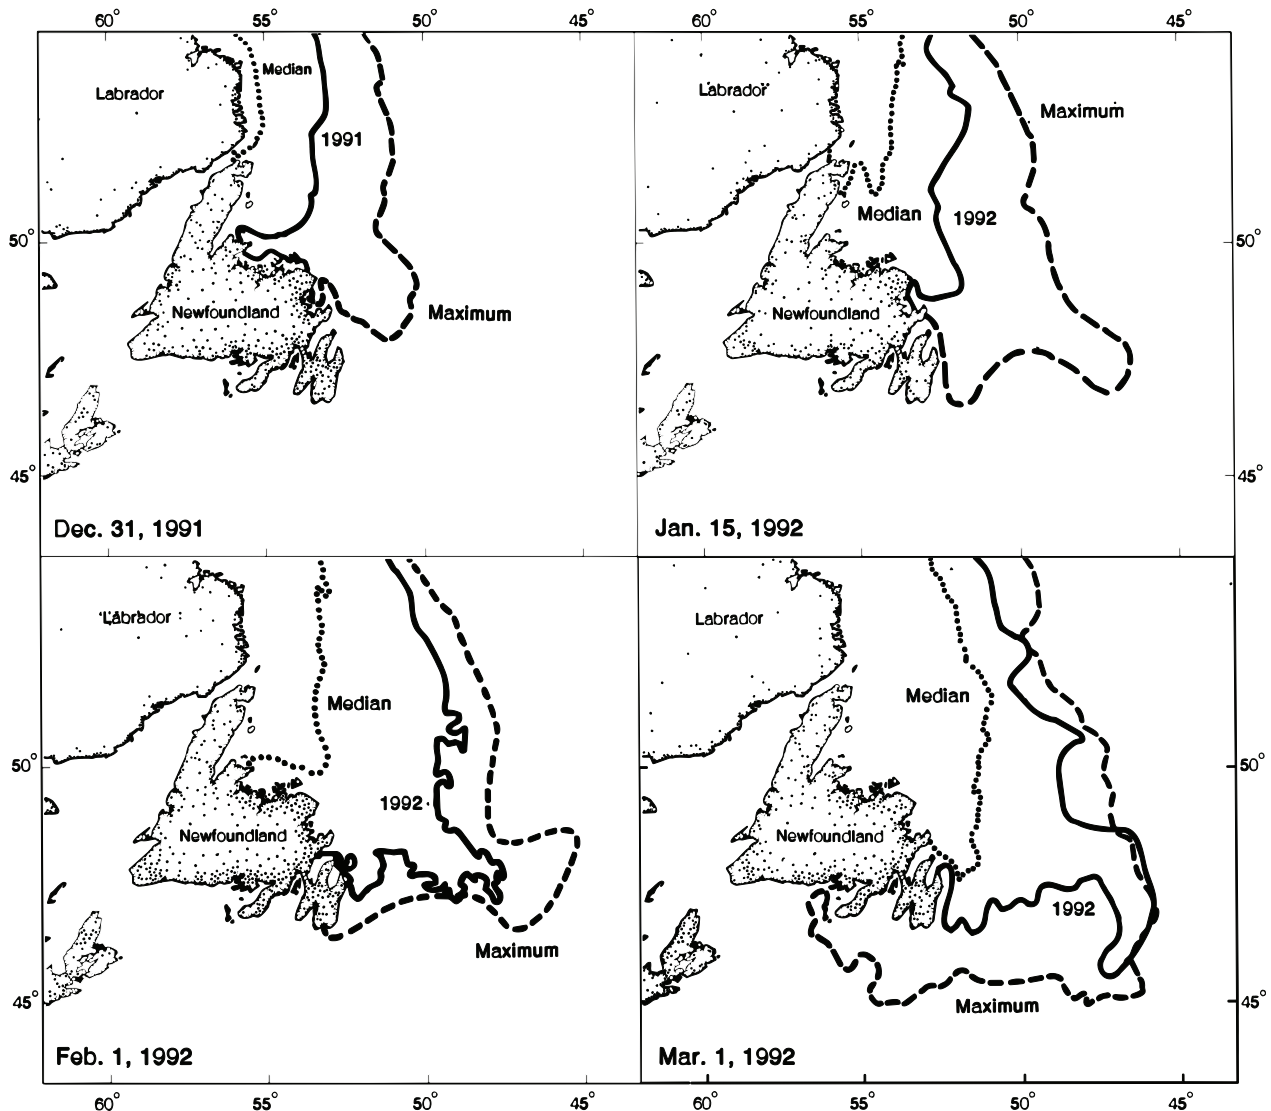 60° 55° 50° 45° 60° 55° 50° 45°
Median
Labrador
1991
50°
Newfoundland
Maximum
45°
Dec. 31, 1991
Labrador
Maximum
Median
1992
50°
Newfoundland
45°
Jan. 15, 1992
Labrador
Median
50°
1992
Newfoundland
Maximum
45°
Feb. 1, 1992
Labrador
Median
50°
Newfoundland
1992
Maximum
45°
Mar. 1, 1992
60° 55° 50° 45° 60° 55° 50° 45°